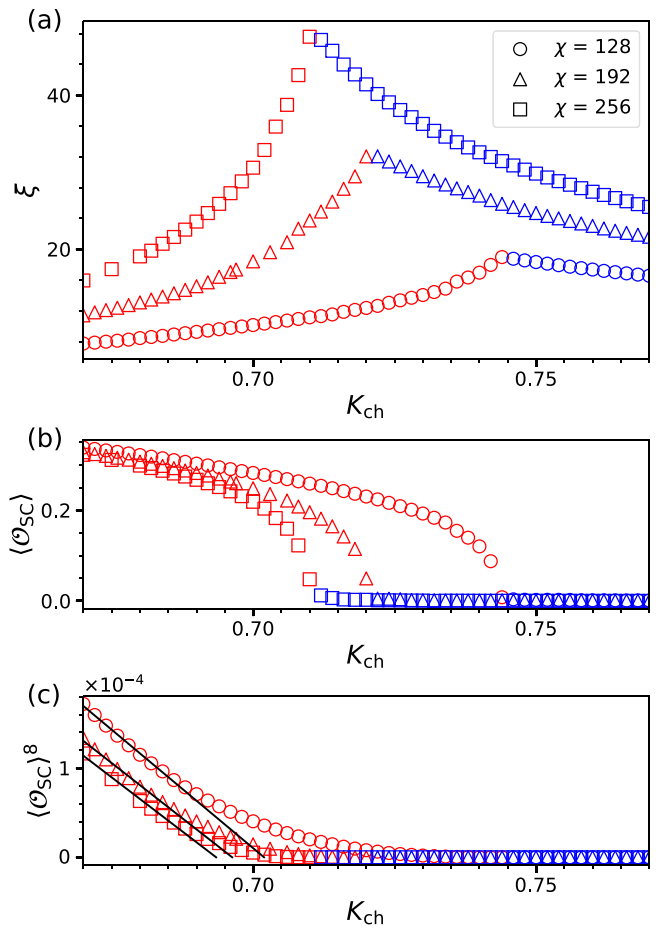 (a)
χ = 128
χ = 192
χ = 256
40
20
ξ
0.70
0.75
K_ch
(b)
0.2
0.0
⟨𝒪_SC⟩
0.70
0.75
K_ch
(c)
×10⁻⁴
1
0
⟨𝒪_SC⟩⁸
0.70
0.75
K_ch